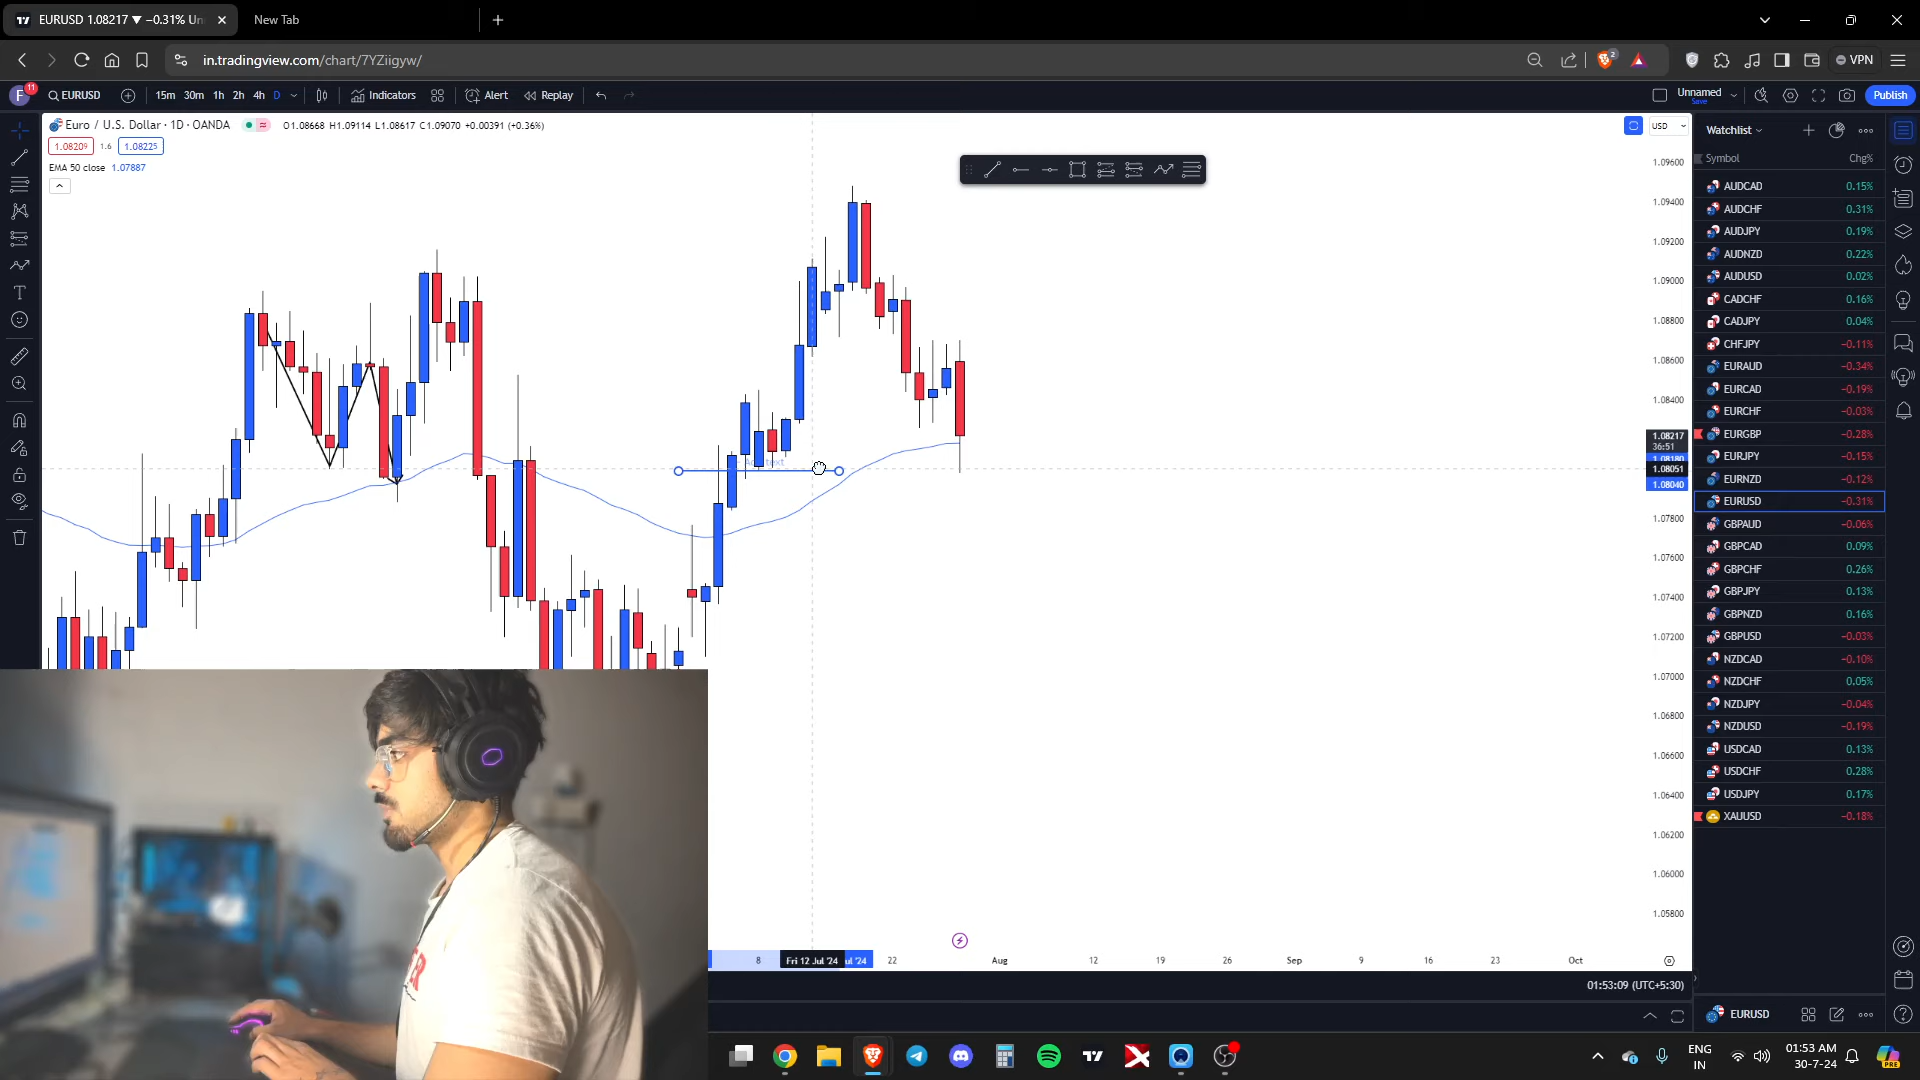 EURUSD 1.08217 ▼ −0.31% Un
New Tab
in.tradingview.com/chart/7YZiigyw/
2
VPN
F
11
EURUSD
15m 30m 1h 2h 4h D
Indicators
Alert
Replay
Unnamed
Save
Publish
Euro / U.S. Dollar · 1D · OANDA
O1.08668 H1.09114 L1.08617 C1.09070 +0.00391 (+0.36%)
USD
1.08209
1.6
1.08225
EMA 50 close 1.07887
1.09600
1.09400
1.09200
1.09000
1.08800
1.08600
1.08400
1.08217
36:51
1.08180
1.08051
1.08040
1.07800
1.07600
1.07400
1.07200
1.07000
1.06800
1.06600
1.06400
1.06200
1.06000
1.05800
8
Fri 12 Jul '24
ul '24
22
Aug
12
19
26
Sep
9
16
23
Oct
01:53:09 (UTC+5:30)
Watchlist
Symbol Chg%
AUDCAD 0.15%
AUDCHF 0.31%
AUDJPY 0.19%
AUDNZD 0.22%
AUDUSD 0.02%
CADCHF 0.16%
CADJPY 0.04%
CHFJPY −0.11%
EURAUD −0.34%
EURCAD −0.19%
EURCHF −0.03%
EURGBP −0.28%
EURJPY −0.15%
EURNZD −0.12%
EURUSD −0.31%
GBPAUD −0.06%
GBPCAD 0.09%
GBPCHF 0.26%
GBPJPY 0.13%
GBPNZD 0.16%
GBPUSD −0.03%
NZDCAD −0.10%
NZDCHF 0.05%
NZDJPY −0.04%
NZDUSD −0.19%
USDCAD 0.13%
USDCHF 0.28%
USDJPY 0.17%
XAUUSD −0.18%
EURUSD
ENG
IN
01:53 AM
30-7-24
PRE